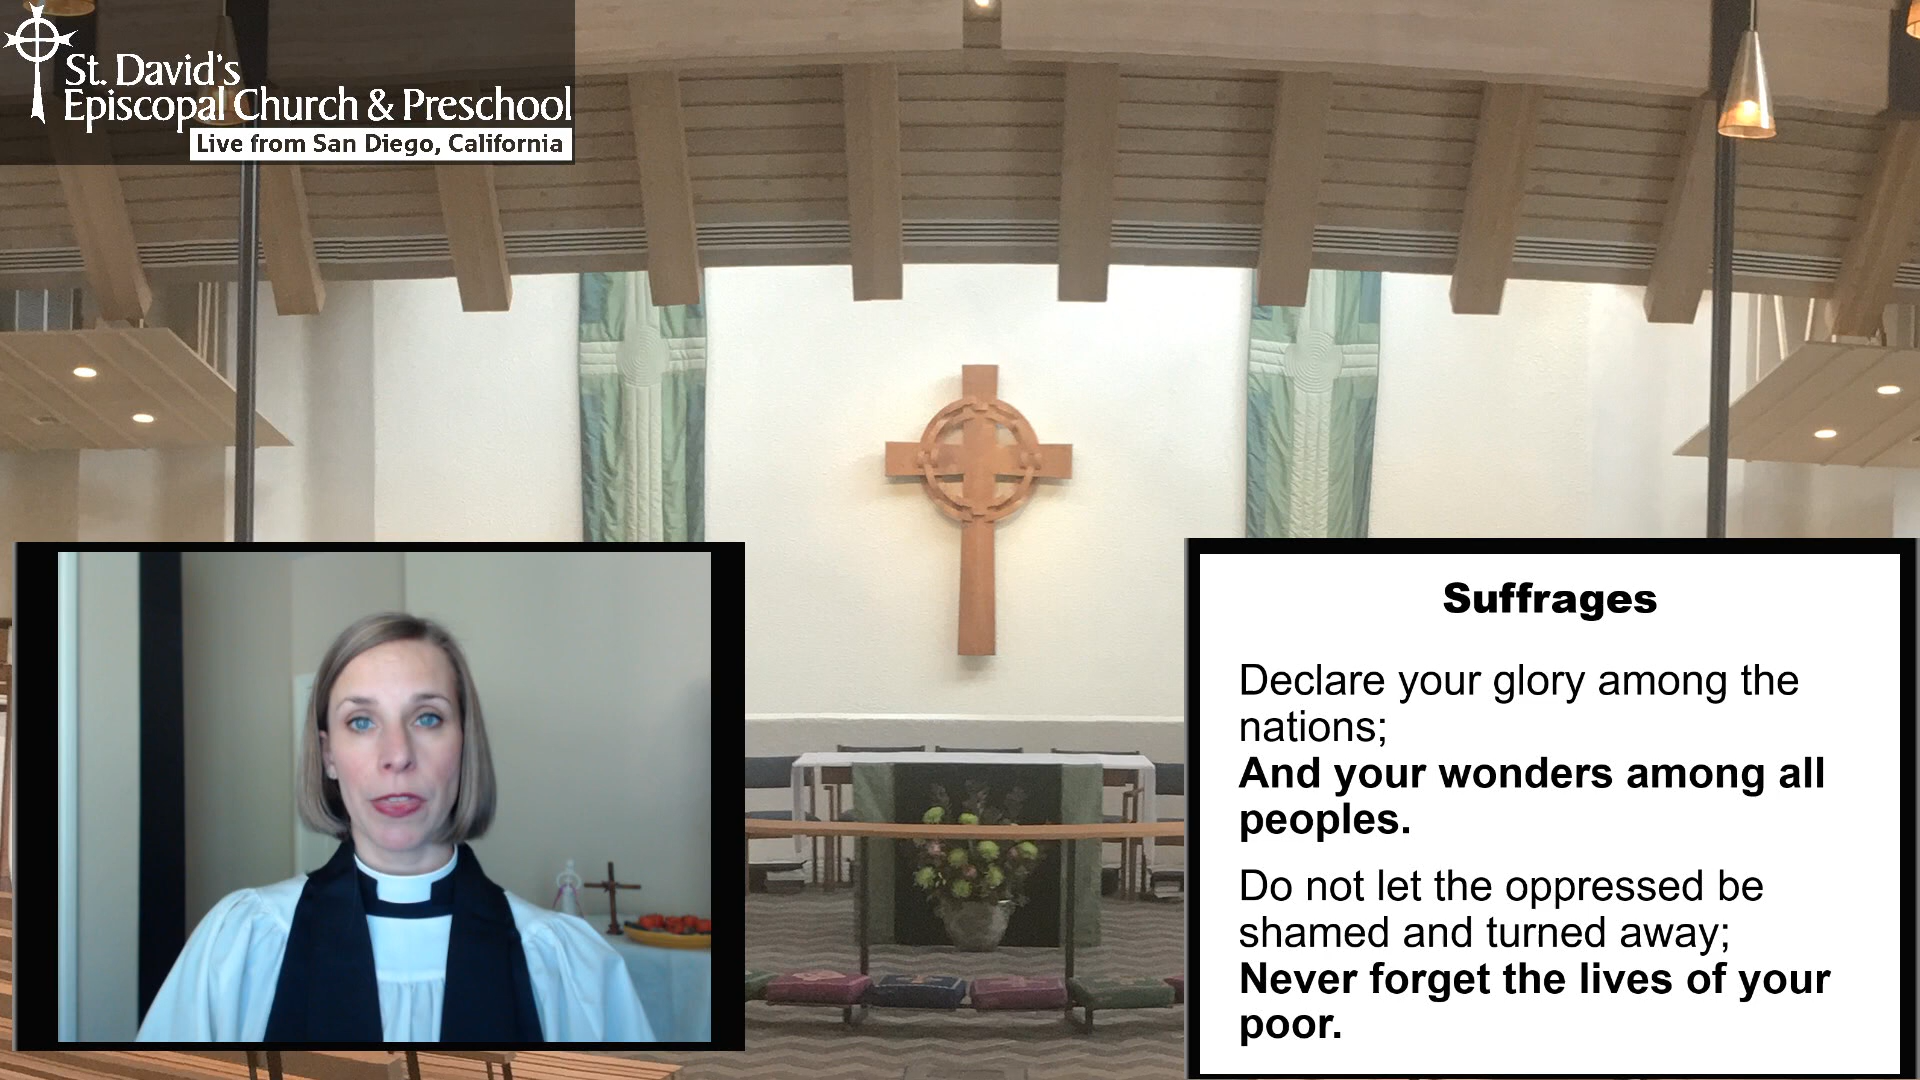 St. David's
Episcopal Church & Preschool
Live from San Diego, California
Suffrages
Declare your glory among the
nations;
And your wonders among all
peoples.
Do not let the oppressed be
shamed and turned away;
Never forget the lives of your
poor.